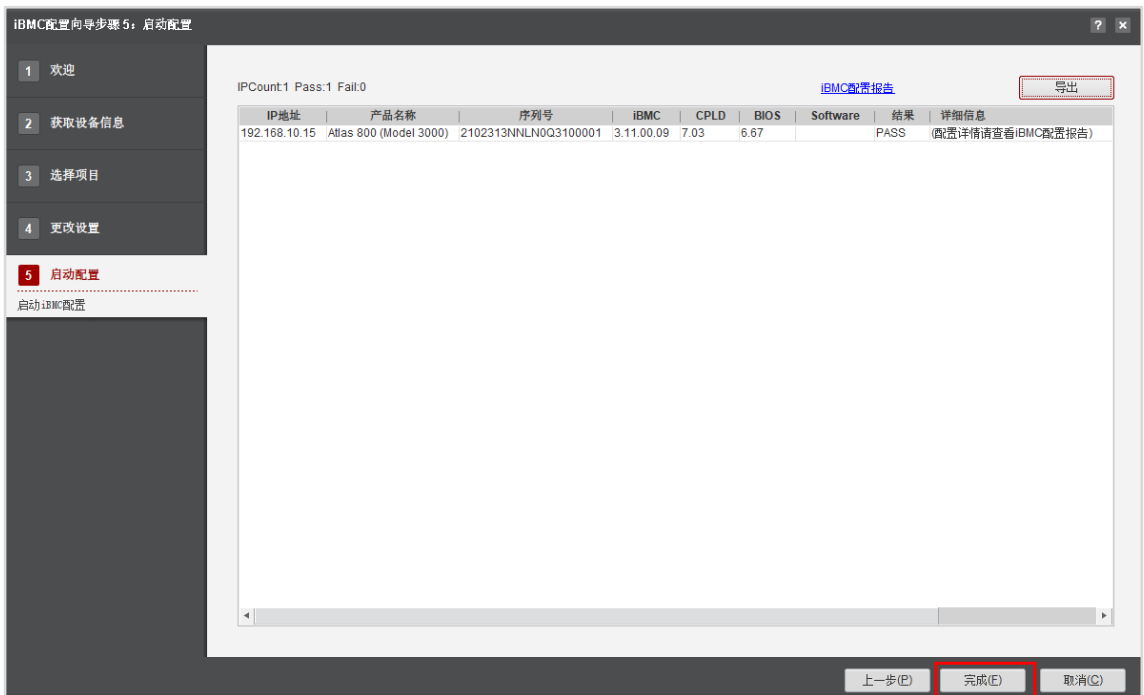 iBMC配置向导步骤5：启动配置
? ×
1 欢迎
2 获取设备信息
3 选择项目
4 更改设置
5 启动配置
启动iBMC配置
IPCount:1 Pass:1 Fail:0 iBMC配置报告 导出
IP地址 产品名称 序列号 iBMC CPLD BIOS Software 结果 详细信息
192.168.10.15 Atlas 800 (Model 3000) 2102313NNLN0Q3100001 3.11.00.09 7.03 6.67 PASS (配置详情请查看iBMC配置报告)
上一步(P) 完成(F) 取消(C)